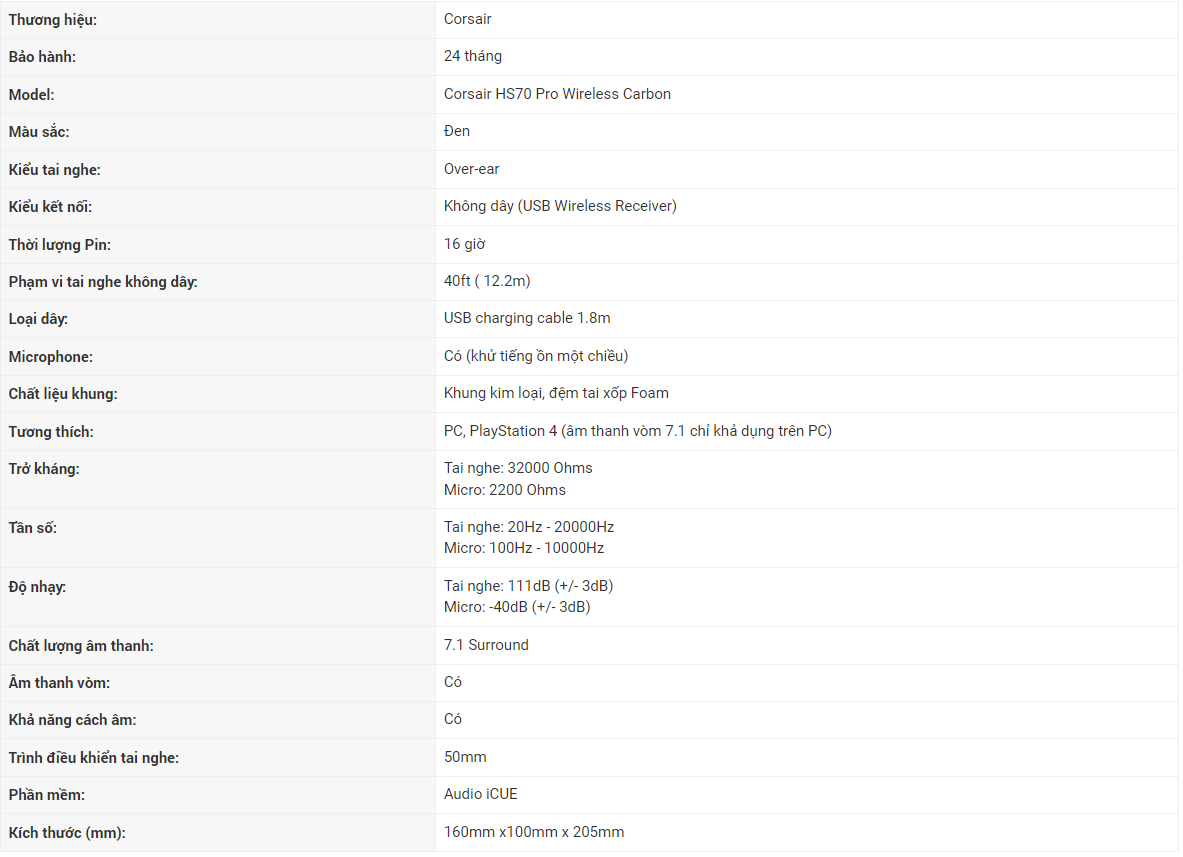 Thương hiệu: Corsair
Bảo hành: 24 tháng
Model: Corsair HS70 Pro Wireless Carbon
Màu sắc: Đen
Kiểu tai nghe: Over-ear
Kiểu kết nối: Không dây (USB Wireless Receiver)
Thời lượng Pin: 16 giờ
Phạm vi tai nghe không dây: 40ft ( 12.2m)
Loại dây: USB charging cable 1.8m
Microphone: Có (khử tiếng ồn một chiều)
Chất liệu khung: Khung kim loại, đệm tai xốp Foam
Tương thích: PC, PlayStation 4 (âm thanh vòm 7.1 chỉ khả dụng trên PC)
Trở kháng: Tai nghe: 32000 Ohms
Micro: 2200 Ohms
Tần số: Tai nghe: 20Hz - 20000Hz
Micro: 100Hz - 10000Hz
Độ nhạy: Tai nghe: 111dB (+/- 3dB)
Micro: -40dB (+/- 3dB)
Chất lượng âm thanh: 7.1 Surround
Âm thanh vòm: Có
Khả năng cách âm: Có
Trình điều khiển tai nghe: 50mm
Phần mềm: Audio iCUE
Kích thước (mm): 160mm x100mm x 205mm